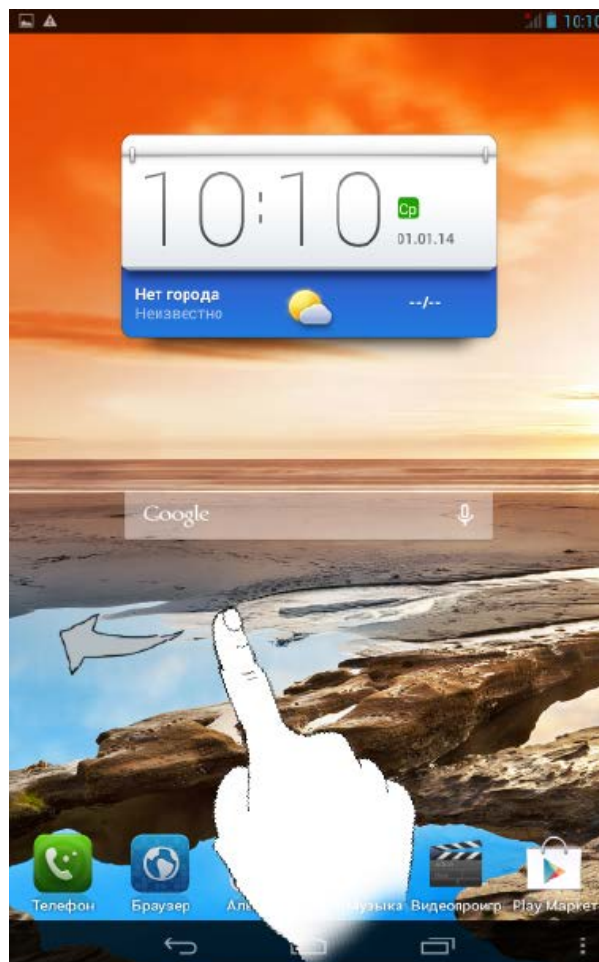 10:10
10:10
Ср
01.01.14
Нет города
Неизвестно
--/--
Google
Телефон Браузер Видеопроигр Play Маркет